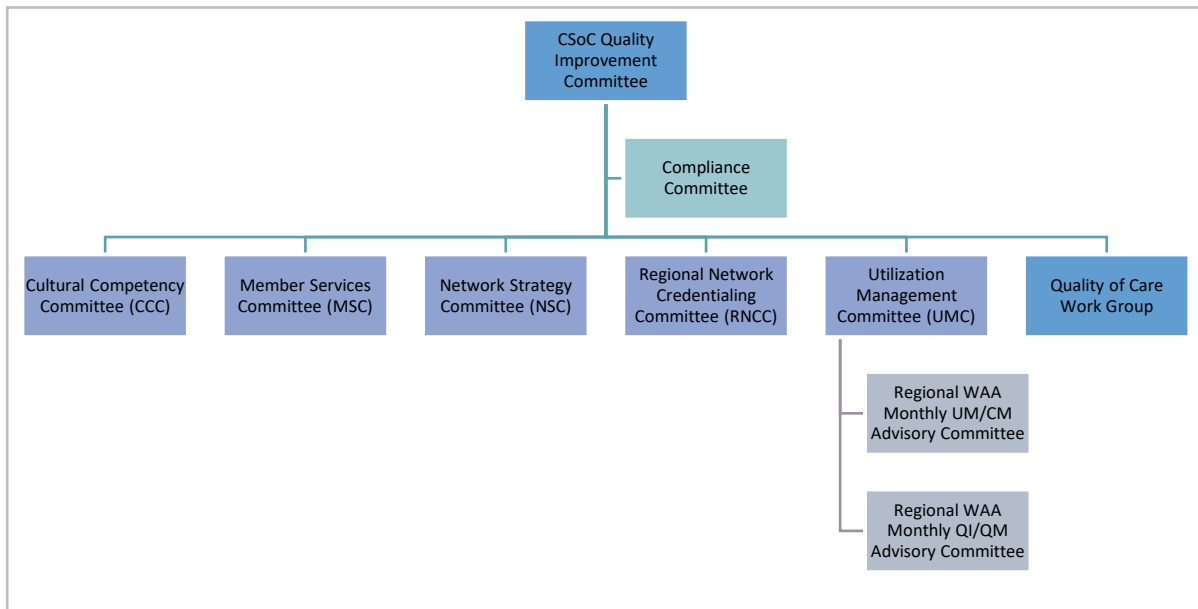 CSoC Quality
Improvement
Committee
Compliance
Committee
Cultural Competency
Committee (CCC)
Member Services
Committee (MSC)
Network Strategy
Committee (NSC)
Regional Network
Credentialing
Committee (RNCC)
Utilization
Management
Committee (UMC)
Quality of Care
Work Group
Regional WAA
Monthly UM/CM
Advisory Committee
Regional WAA
Monthly QI/QM
Advisory Committee